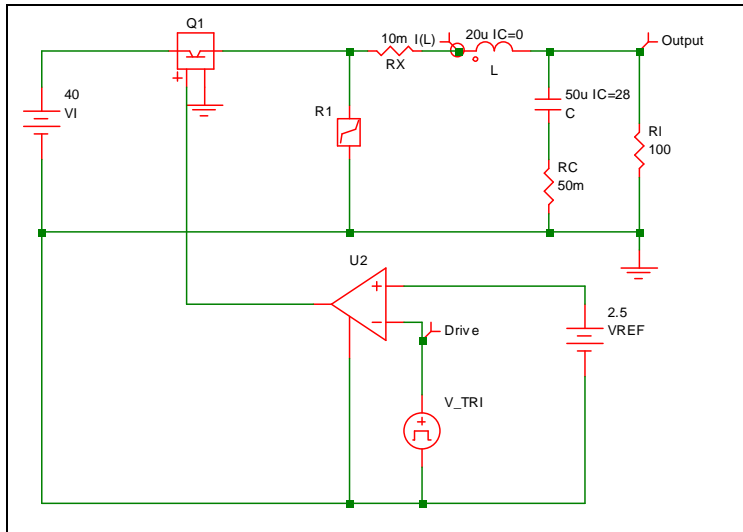 Q1
40
VI
R1
10m
RX
I(L)
20u IC=0
L
Output
50u IC=28
C
RC
50m
RI
100
U2
Drive
V_TRI
2.5
VREF